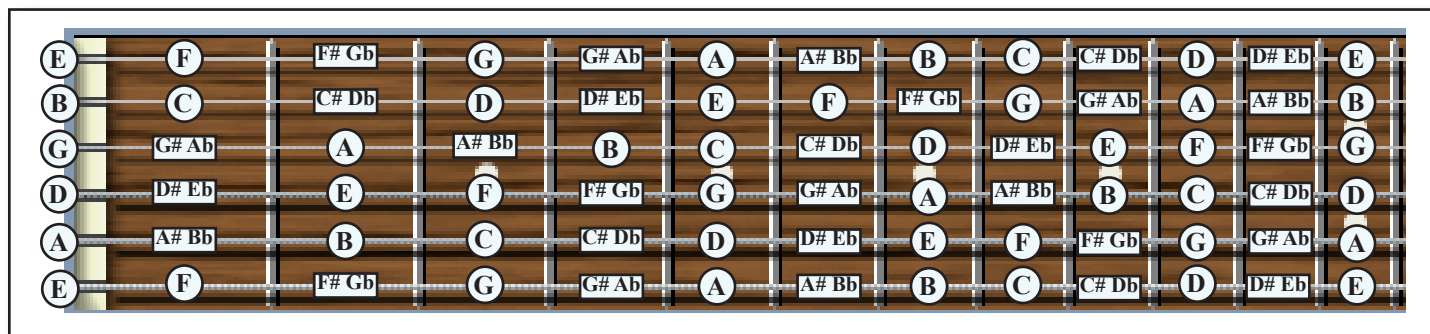 E F F# Gb G G# Ab A A# Bb B C C# Db D D# Eb E
B C C# Db D D# Eb E F F# Gb G G# Ab A A# Bb B
G G# Ab A A# Bb B C C# Db D D# Eb E F F# Gb G
D D# Eb E F F# Gb G G# Ab A A# Bb B C C# Db D
A A# Bb B C C# Db D D# Eb E F F# Gb G G# Ab A
E F F# Gb G G# Ab A A# Bb B C C# Db D D# Eb E